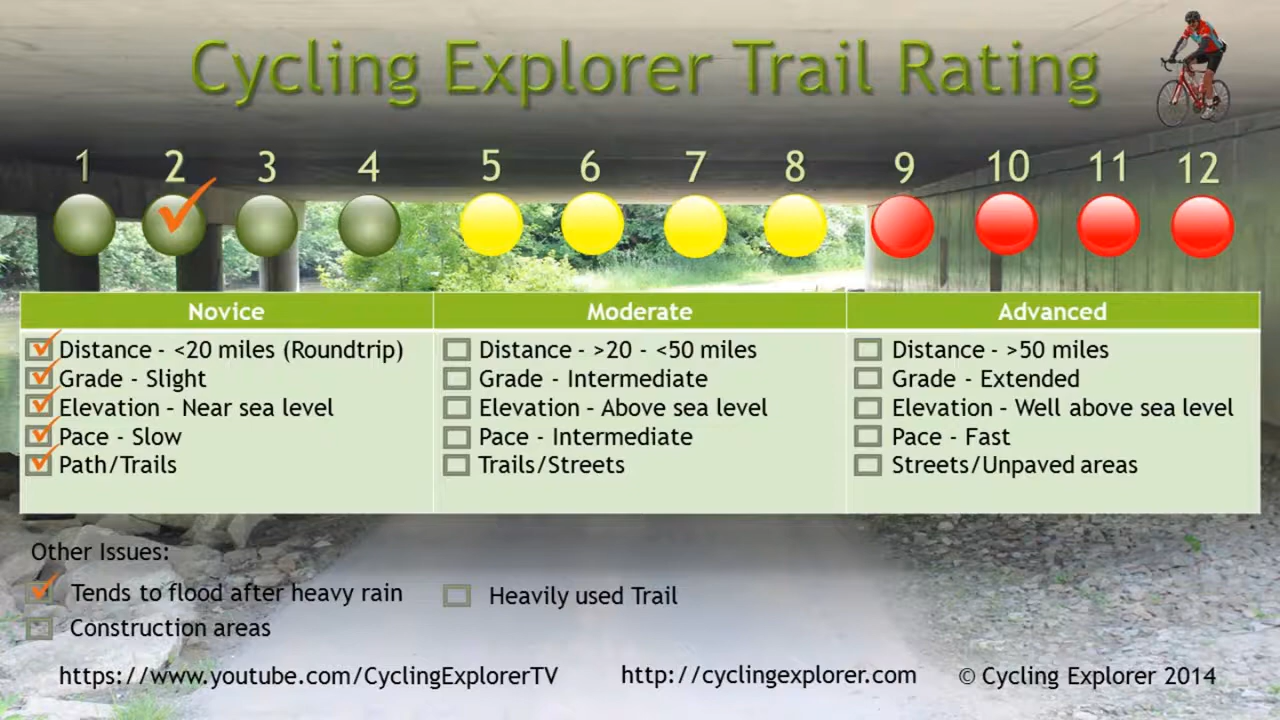 Cycling Explorer Trail Rating
1 2 3 4 5 6 7 8 9 10 11 12
Novice Moderate Advanced
Distance - <20 miles (Roundtrip) Distance - >20 - <50 miles Distance - >50 miles
Grade - Slight Grade - Intermediate Grade - Extended
Elevation - Near sea level Elevation - Above sea level Elevation - Well above sea level
Pace - Slow Pace - Intermediate Pace - Fast
Path/Trails Trails/Streets Streets/Unpaved areas
Other Issues:
Tends to flood after heavy rain Heavily used Trail
Construction areas
https://www.youtube.com/CyclingExplorerTV http://cyclingexplorer.com © Cycling Explorer 2014